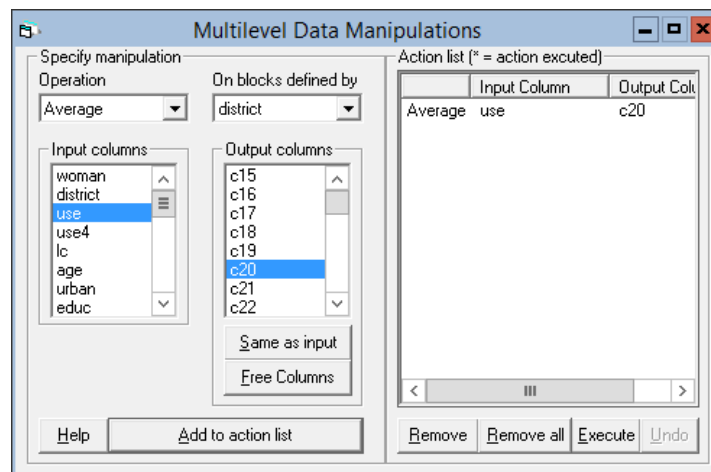 Multilevel Data Manipulations
Specify manipulation
Operation
On blocks defined by
Average
district
Input columns
woman
district
use
use4
lc
age
urban
educ
Output columns
c15
c16
c17
c18
c19
c20
c21
c22
Same as input
Free Columns
Help
Add to action list
Action list (* = action excuted)
Input Column
Output Colu
Average use c20
Remove
Remove all
Execute
Undo